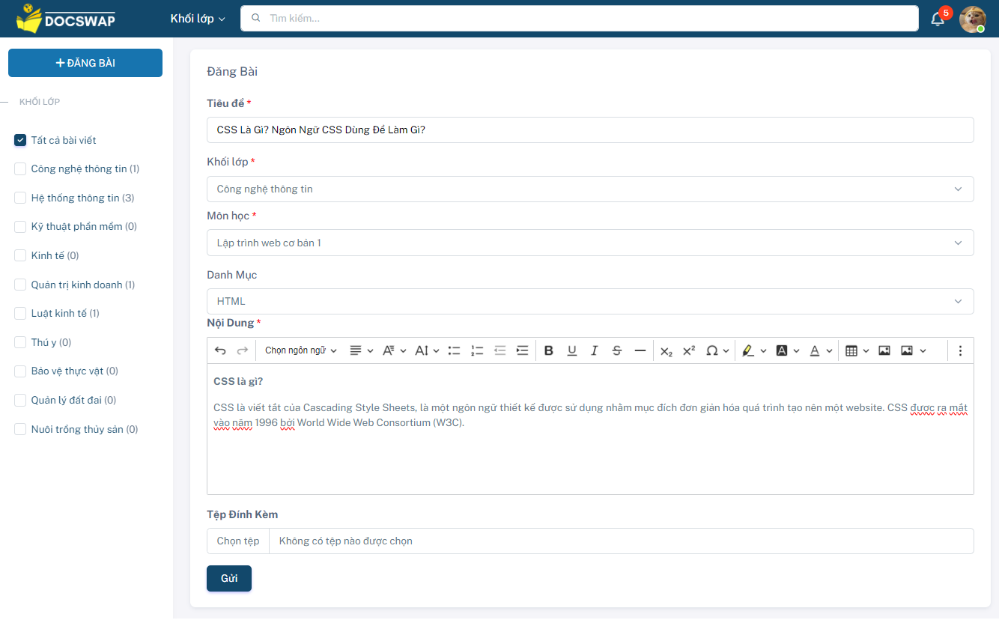 DOCSWAP
Khối lớp
Tìm kiếm...
5
ĐĂNG BÀI
KHỐI LỚP
Tất cả bài viết
Công nghệ thông tin (1)
Hệ thống thông tin (3)
Kỹ thuật phần mềm (0)
Kinh tế (0)
Quản trị kinh doanh (1)
Luật kinh tế (1)
Thú y (0)
Bảo vệ thực vật (0)
Quản lý đất đai (0)
Nuôi trồng thủy sản (0)
Đăng Bài
Tiêu đề *
CSS Là Gì? Ngôn Ngữ CSS Dùng Để Làm Gì?
Khối lớp *
Công nghệ thông tin
Môn học *
Lập trình web cơ bản 1
Danh Mục
HTML
Nội Dung *
Chọn ngôn ngữ
CSS là gì?
CSS là viết tắt của Cascading Style Sheets, là một ngôn ngữ thiết kế được sử dụng nhằm mục đích đơn giản hóa quá trình tạo nên một website. CSS được ra mắt
vào năm 1996 bởi World Wide Web Consortium (W3C).
Tệp Đính Kèm
Chọn tệp Không có tệp nào được chọn
Gửi